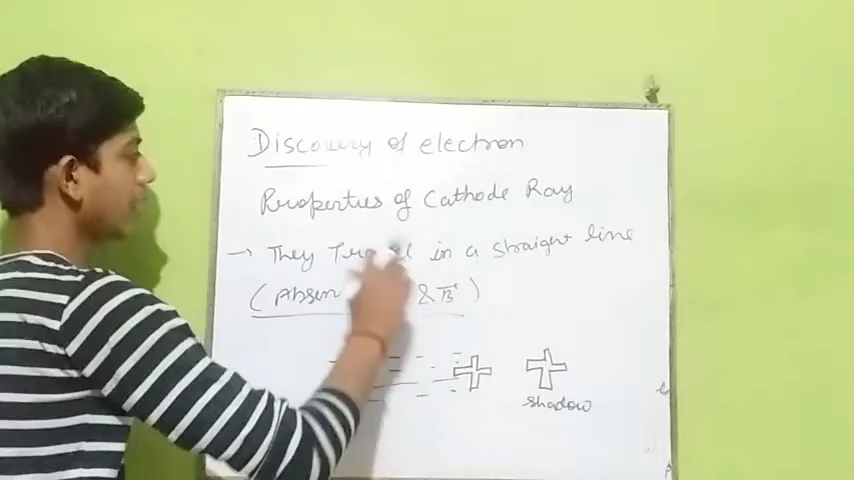 Discovery of electron
Properties of Cathode Ray
→ They Travel in a straight line
( Absen & B )
shadow